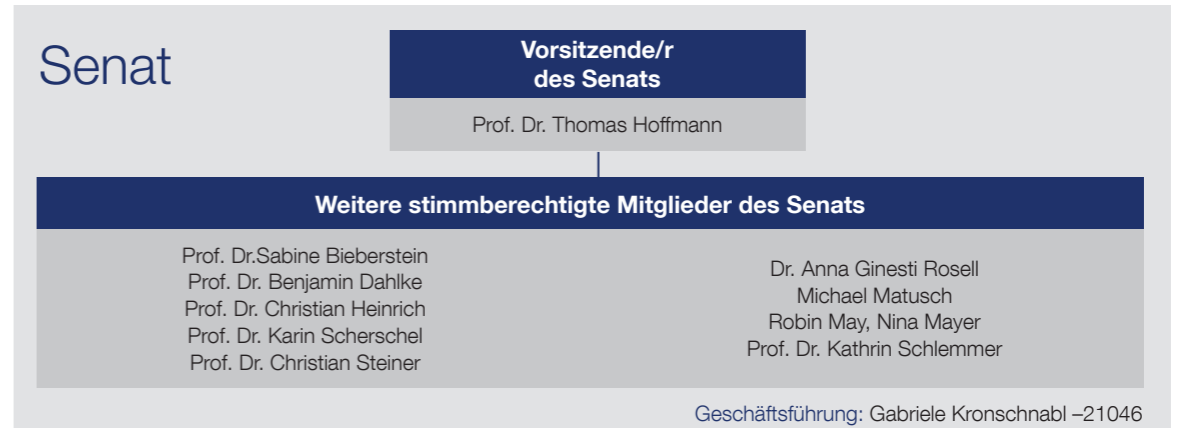 Senat
Vorsitzende/r
des Senats
Prof. Dr. Thomas Hoffmann
Weitere stimmberechtigte Mitglieder des Senats
Prof. Dr.Sabine Bieberstein
Prof. Dr. Benjamin Dahlke
Prof. Dr. Christian Heinrich
Prof. Dr. Karin Scherschel
Prof. Dr. Christian Steiner
Dr. Anna Ginesti Rosell
Michael Matusch
Robin May, Nina Mayer
Prof. Dr. Kathrin Schlemmer
Geschäftsführung: Gabriele Kronschnabl –21046